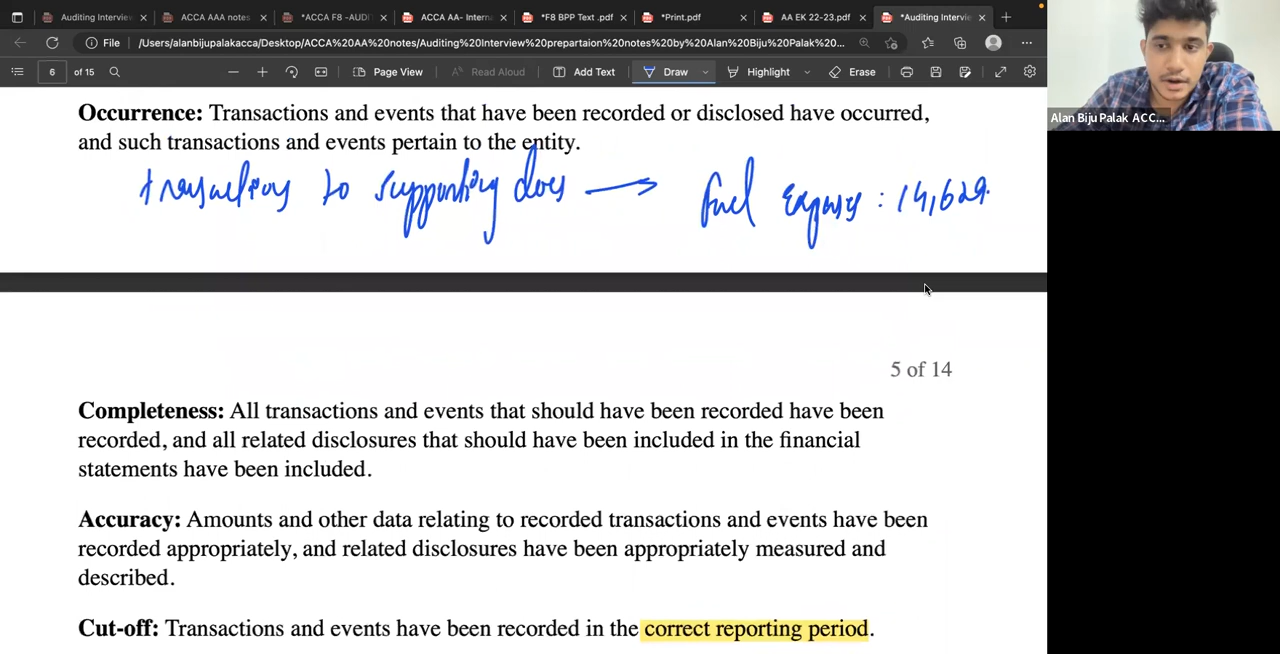 Auditing Intervie
ACCA AAA notes
*ACCA F8 -AUDI
ACCA AA- Intern
*F8 BPP Text .pdf
*Print.pdf
AA EK 22-23.pdf
*Auditing Intervie
File
/Users/alanbijupalakacca/Desktop/ACCA%20AA%20notes/Auditing%20Interview%20prepartaion%20notes%20by%20Alan%20Biju%20Palak%20...
6 of 15
Page View
Read Aloud
Add Text
Draw
Highlight
Erase
Alan Biju Palak ACC...
Occurrence: Transactions and events that have been recorded or disclosed have occurred,
and such transactions and events pertain to the entity.
transactions to supporting docs → fuel expenses : 14,629.
5 of 14
Completeness: All transactions and events that should have been recorded have been
recorded, and all related disclosures that should have been included in the financial
statements have been included.
Accuracy: Amounts and other data relating to recorded transactions and events have been
recorded appropriately, and related disclosures have been appropriately measured and
described.
Cut-off: Transactions and events have been recorded in the correct reporting period.